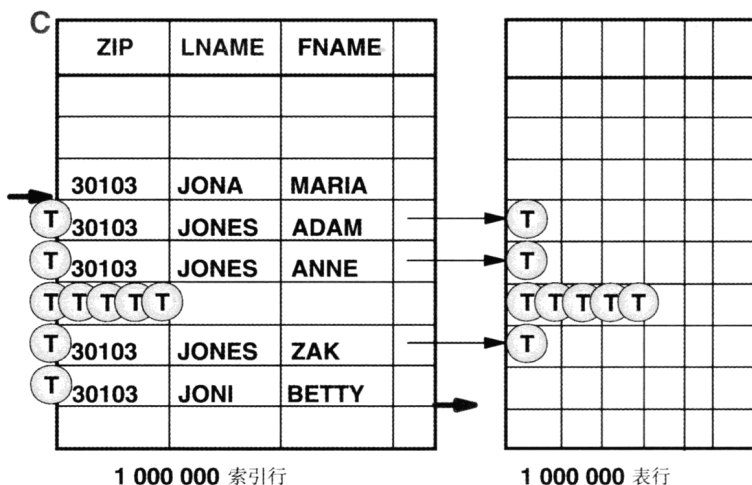 C
ZIP LNAME FNAME
30103 JONA MARIA
T 30103 JONES ADAM T
T 30103 JONES ANNE T
T T T T T T T T T T
T 30103 JONES ZAK T
T 30103 JONI BETTY
1 000 000 索引行 1 000 000 表行